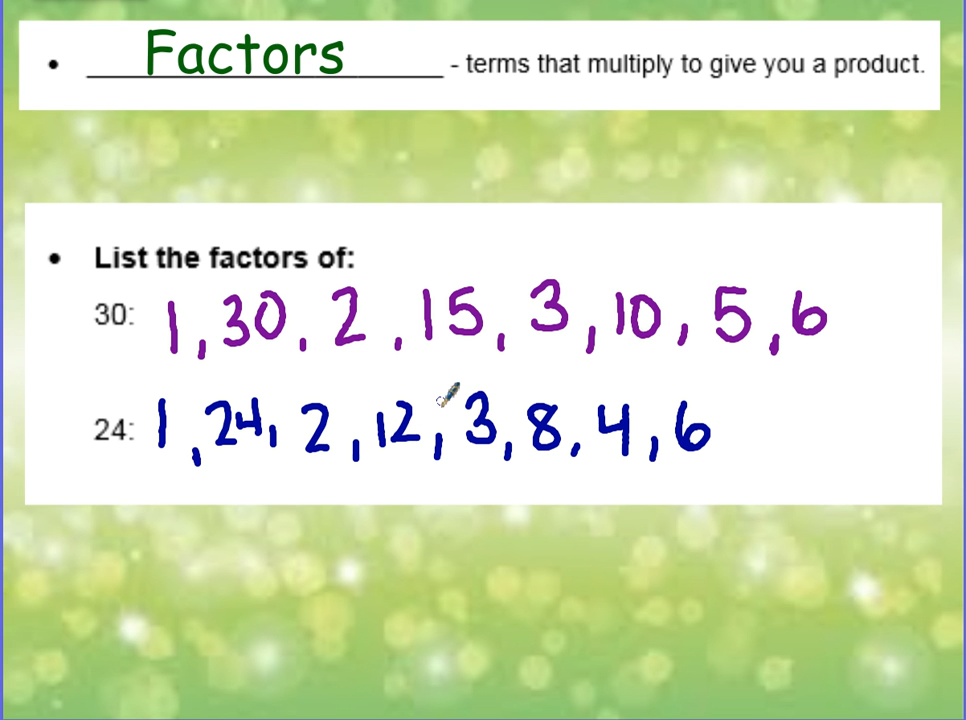 • Factors - terms that multiply to give you a product.
• List the factors of:
30: 1, 30, 2, 15, 3, 10, 5, 6
24: 1, 24, 2, 12, 3, 8, 4, 6